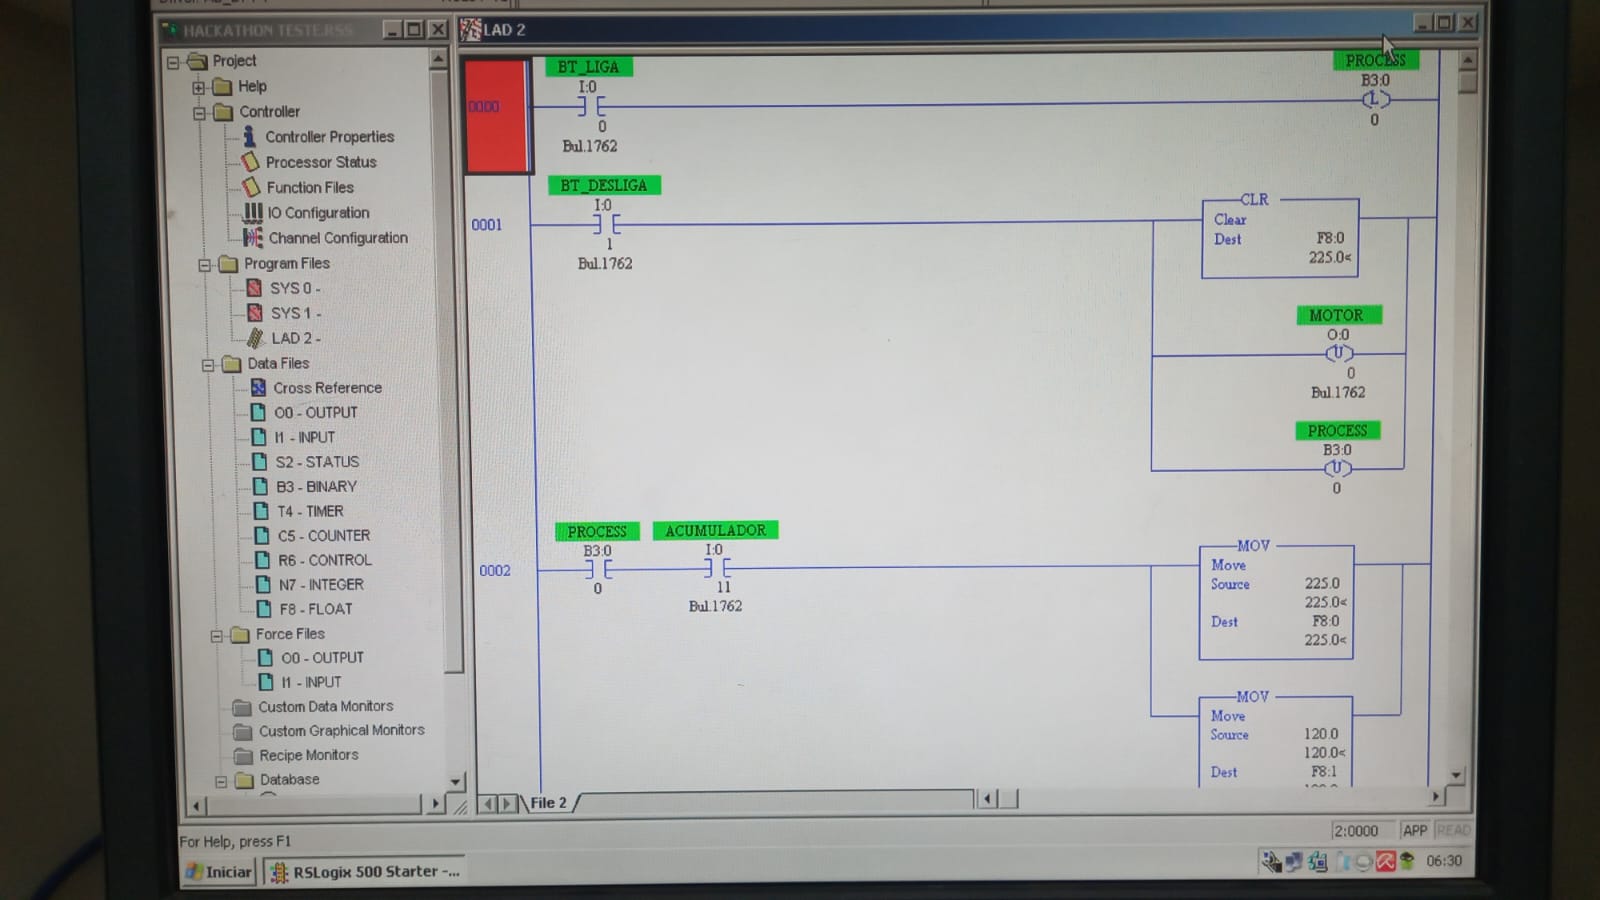 HACKATHON TESTE.RSS
LAD 2
Project
Help
Controller
Controller Properties
Processor Status
Function Files
IO Configuration
Channel Configuration
Program Files
SYS 0 -
SYS 1 -
LAD 2 -
Data Files
Cross Reference
O0 - OUTPUT
I1 - INPUT
S2 - STATUS
B3 - BINARY
T4 - TIMER
C5 - COUNTER
R6 - CONTROL
N7 - INTEGER
F8 - FLOAT
Force Files
O0 - OUTPUT
I1 - INPUT
Custom Data Monitors
Custom Graphical Monitors
Recipe Monitors
Database
0000
BT_LIGA
I:0
0
Bul.1762
PROCESS
B3:0
L
0
0001
BT_DESLIGA
I:0
1
Bul.1762
CLR
Clear
Dest F8:0
225.0<
MOTOR
O:0
U
0
Bul.1762
PROCESS
B3:0
U
0
0002
PROCESS
B3:0
0
ACUMULADOR
I:0
11
Bul.1762
MOV
Move
Source 225.0
225.0<
Dest F8:0
225.0<
MOV
Move
Source 120.0
120.0<
Dest F8:1
File 2
For Help, press F1
2:0000 APP READ
Iniciar
RSLogix 500 Starter -...
06:30